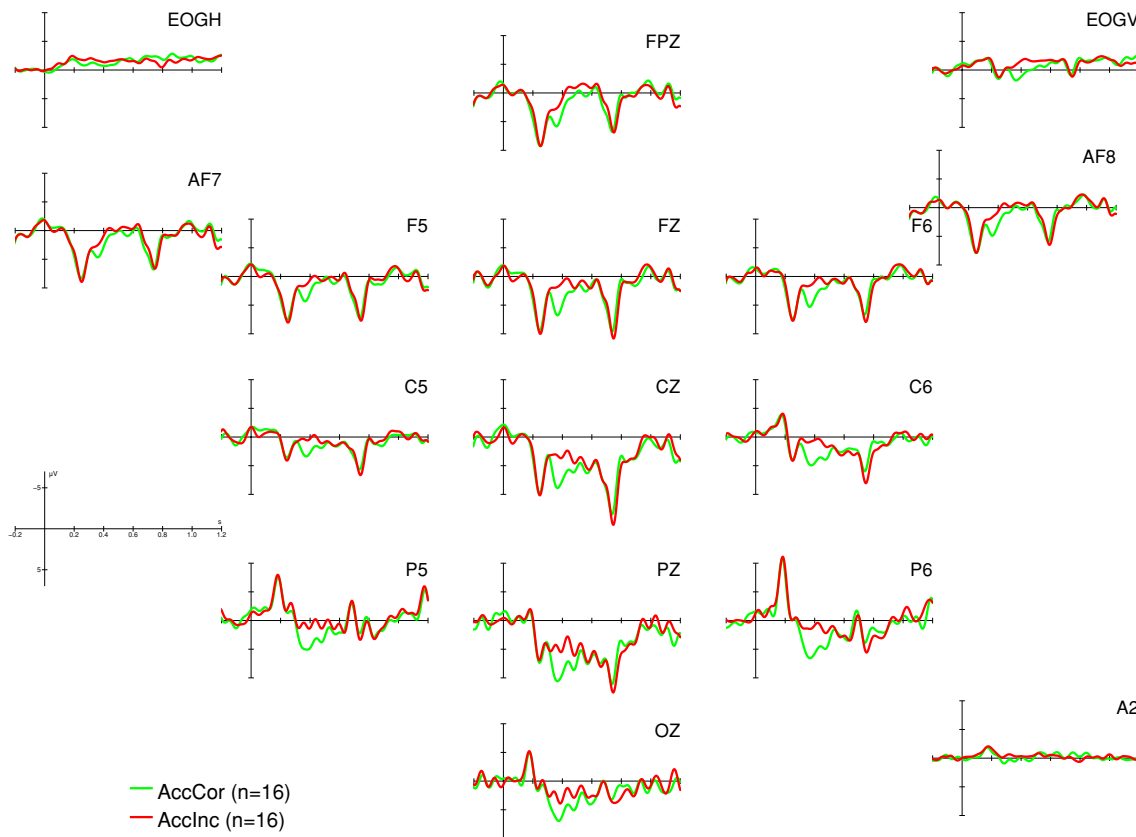 EOGH
FPZ
EOGV
AF7
AF8
F5
FZ
F6
C5
CZ
C6
µV
−5
s
−0.2 0.2 0.4 0.6 0.8 1.0 1.2
5
P5
PZ
P6
OZ
A2
AccCor (n=16)
AccInc (n=16)